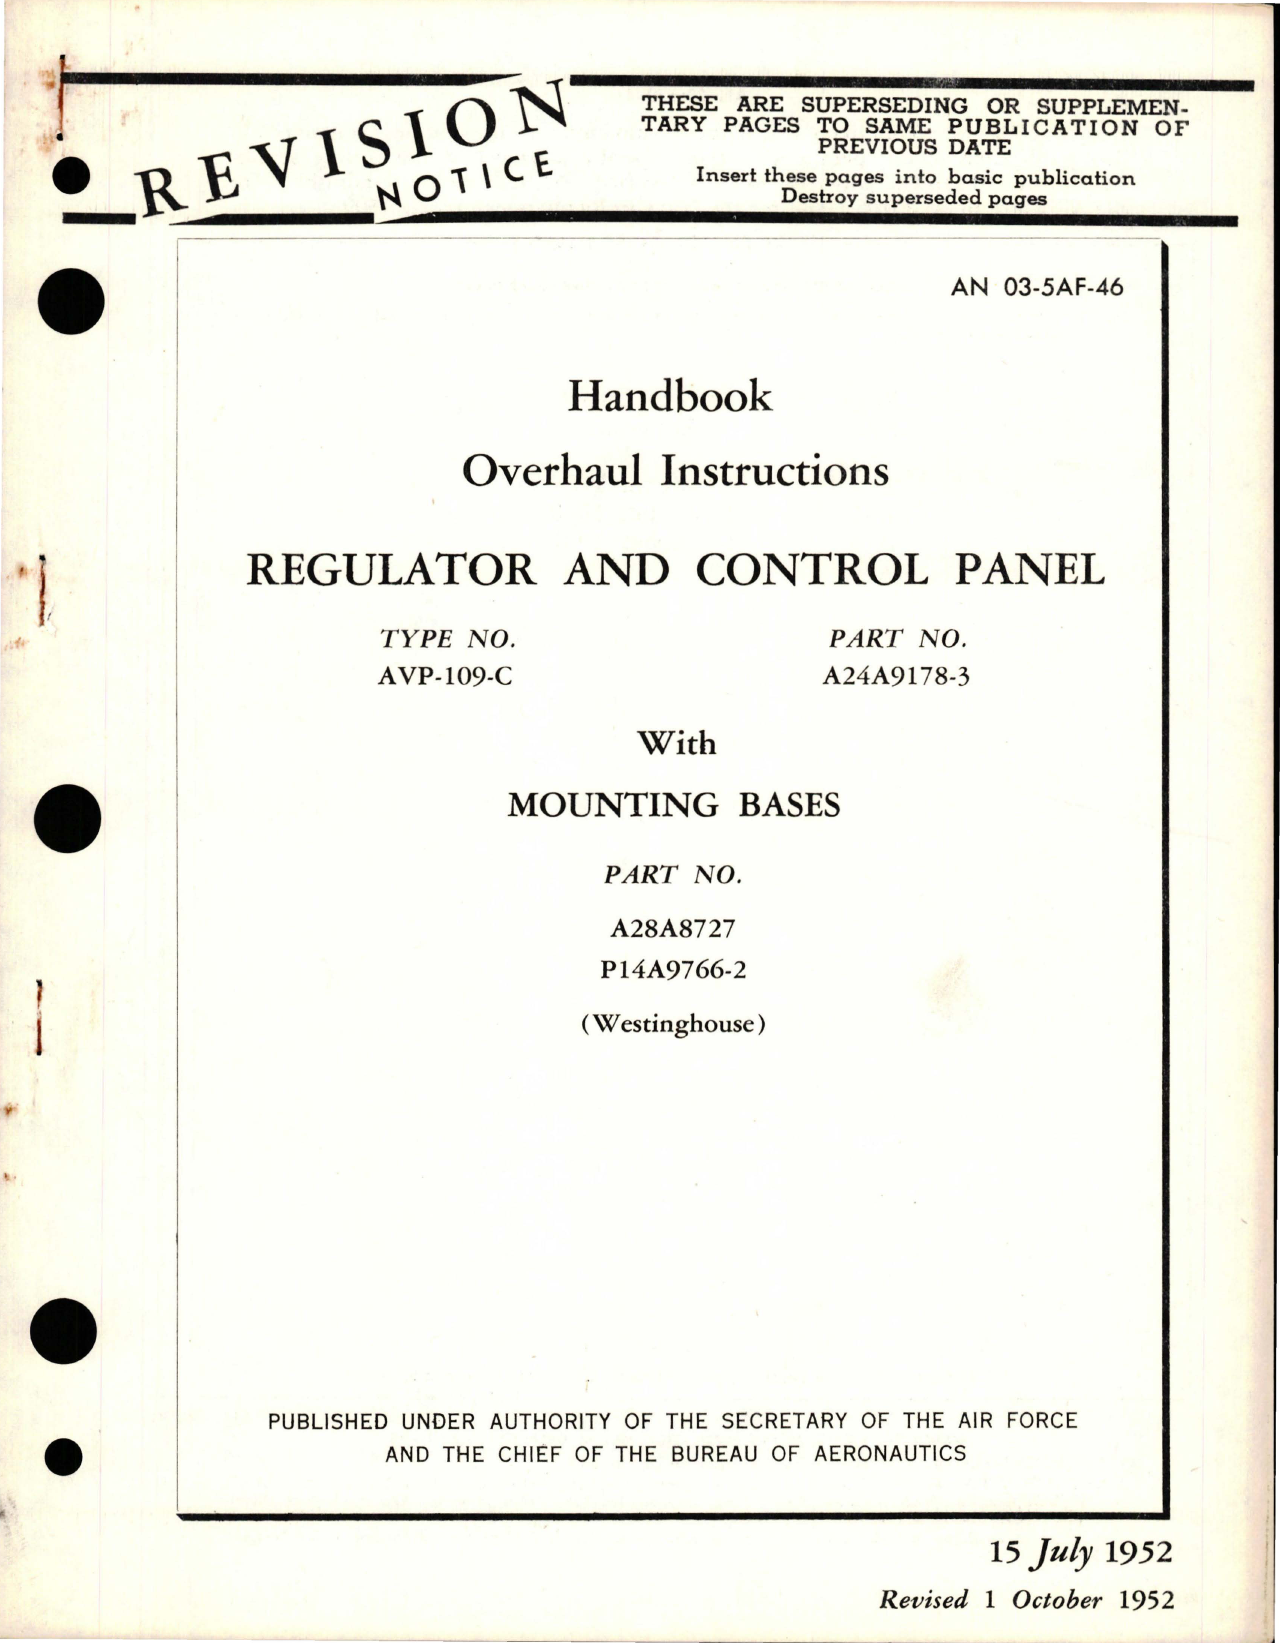 REVISION
NOTICE
THESE ARE SUPERSEDING OR SUPPLEMEN-
TARY PAGES TO SAME PUBLICATION OF
PREVIOUS DATE
Insert these pages into basic publication
Destroy superseded pages
AN 03-5AF-46
Handbook
Overhaul Instructions
REGULATOR AND CONTROL PANEL
TYPE NO. PART NO.
AVP-109-C A24A9178-3
With
MOUNTING BASES
PART NO.
A28A8727
P14A9766-2
(Westinghouse)
PUBLISHED UNDER AUTHORITY OF THE SECRETARY OF THE AIR FORCE
AND THE CHIEF OF THE BUREAU OF AERONAUTICS
15 July 1952
Revised 1 October 1952